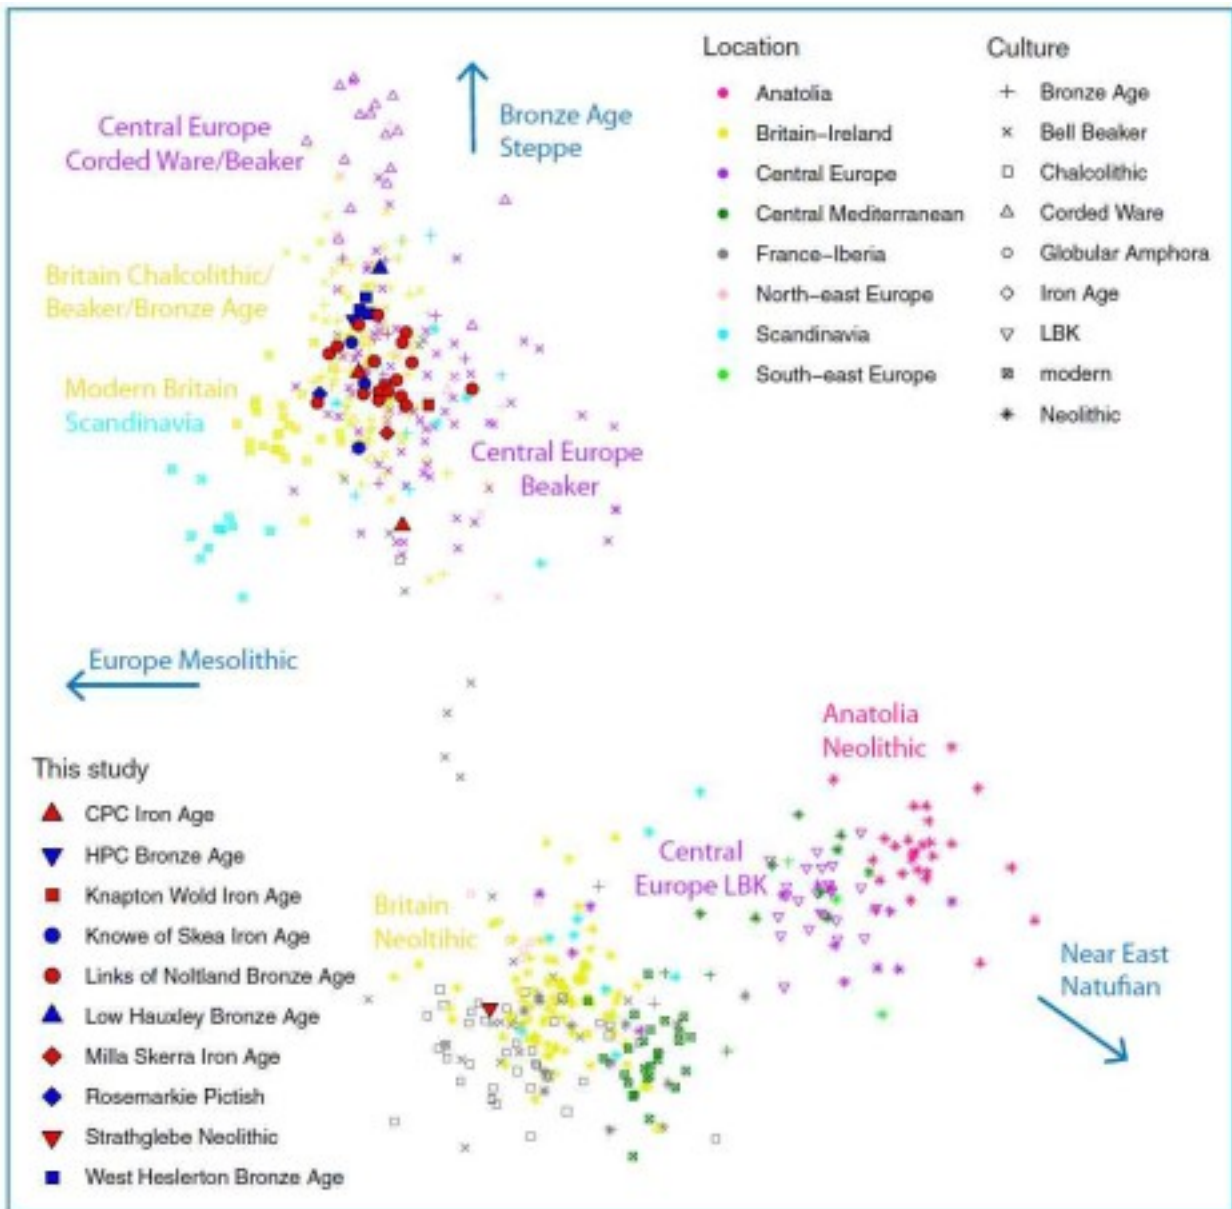 Location
Anatolia
Britain–Ireland
Central Europe
Central Mediterranean
France–Iberia
North–east Europe
Scandinavia
South–east Europe
Culture
Bronze Age
Bell Beaker
Chalcolithic
Corded Ware
Globular Amphora
Iron Age
LBK
modern
Neolithic
Bronze Age
Steppe
Central Europe
Corded Ware/Beaker
Britain Chalcolithic/
Beaker/Bronze Age
Modern Britain
Scandinavia
Central Europe
Beaker
Europe Mesolithic
Anatolia
Neolithic
Central
Europe LBK
Britain
Neoltihic
Near East
Natufian
This study
CPC Iron Age
HPC Bronze Age
Knapton Wold Iron Age
Knowe of Skea Iron Age
Links of Noltland Bronze Age
Low Hauxley Bronze Age
Milla Skerra Iron Age
Rosemarkie Pictish
Strathglebe Neolithic
West Heslerton Bronze Age